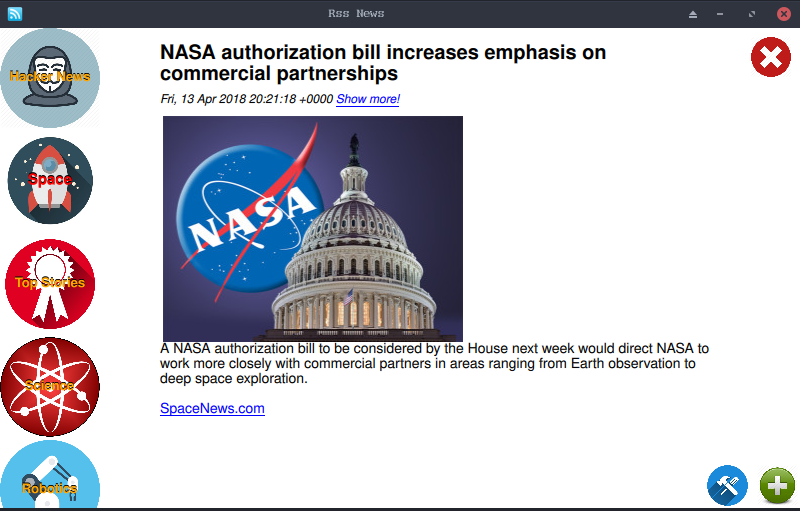 Rss News
Hacker News
Space
Top Stories
Science
Robotics
NASA authorization bill increases emphasis on
commercial partnerships
Fri, 13 Apr 2018 20:21:18 +0000 Show more!
NASA
A NASA authorization bill to be considered by the House next week would direct NASA to
work more closely with commercial partners in areas ranging from Earth observation to
deep space exploration.
SpaceNews.com